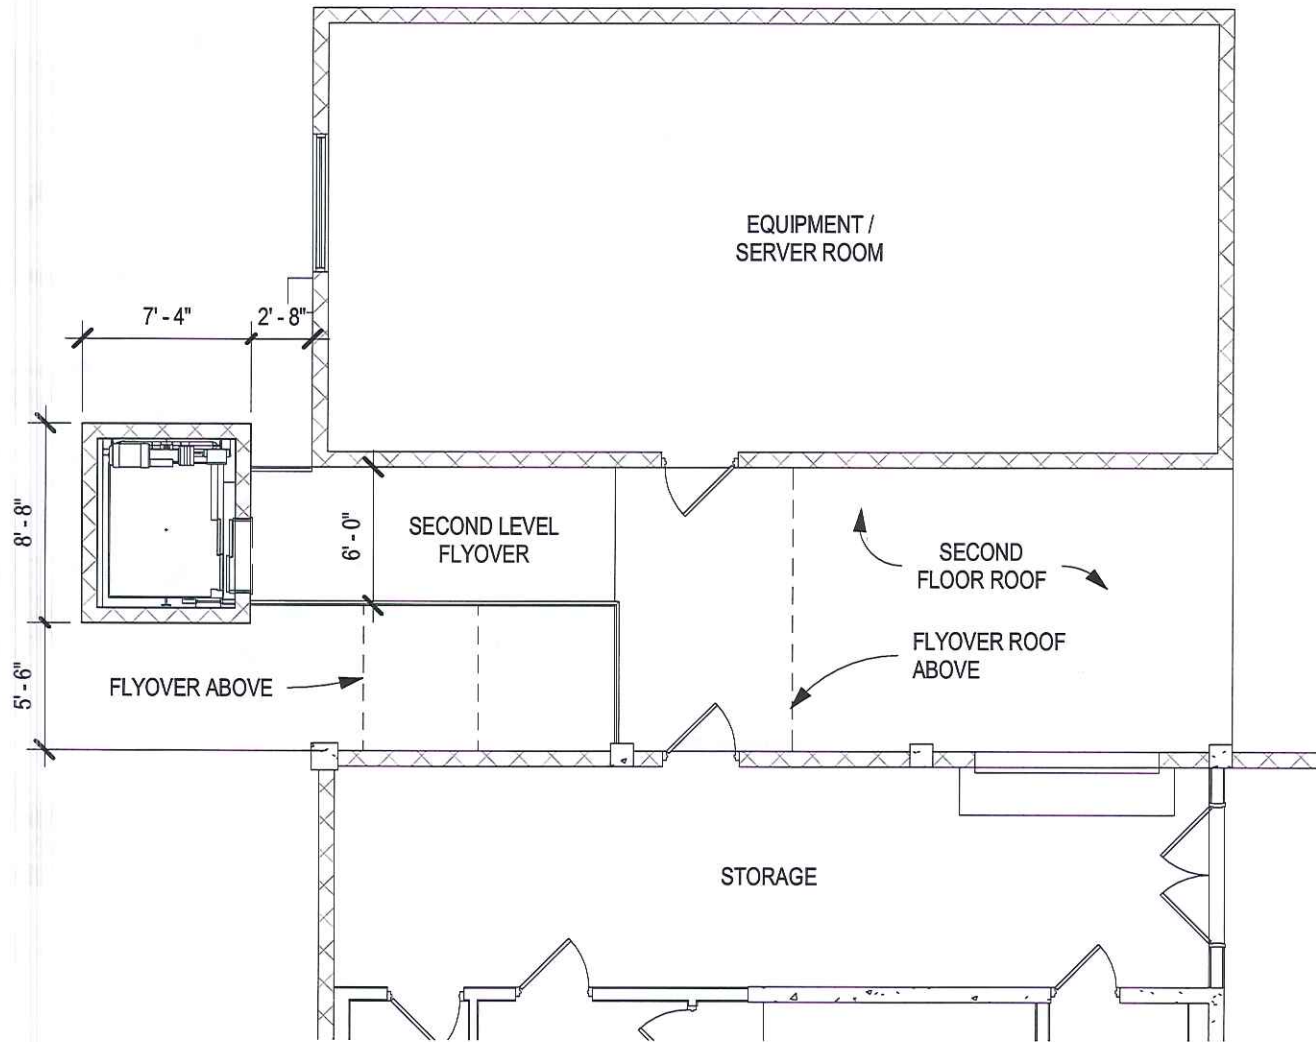 EQUIPMENT /
SERVER ROOM
7' - 4"
2' - 8"
8' - 8"
6' - 0"
SECOND LEVEL
FLYOVER
SECOND
FLOOR ROOF
FLYOVER ROOF
ABOVE
5' - 6"
FLYOVER ABOVE
STORAGE